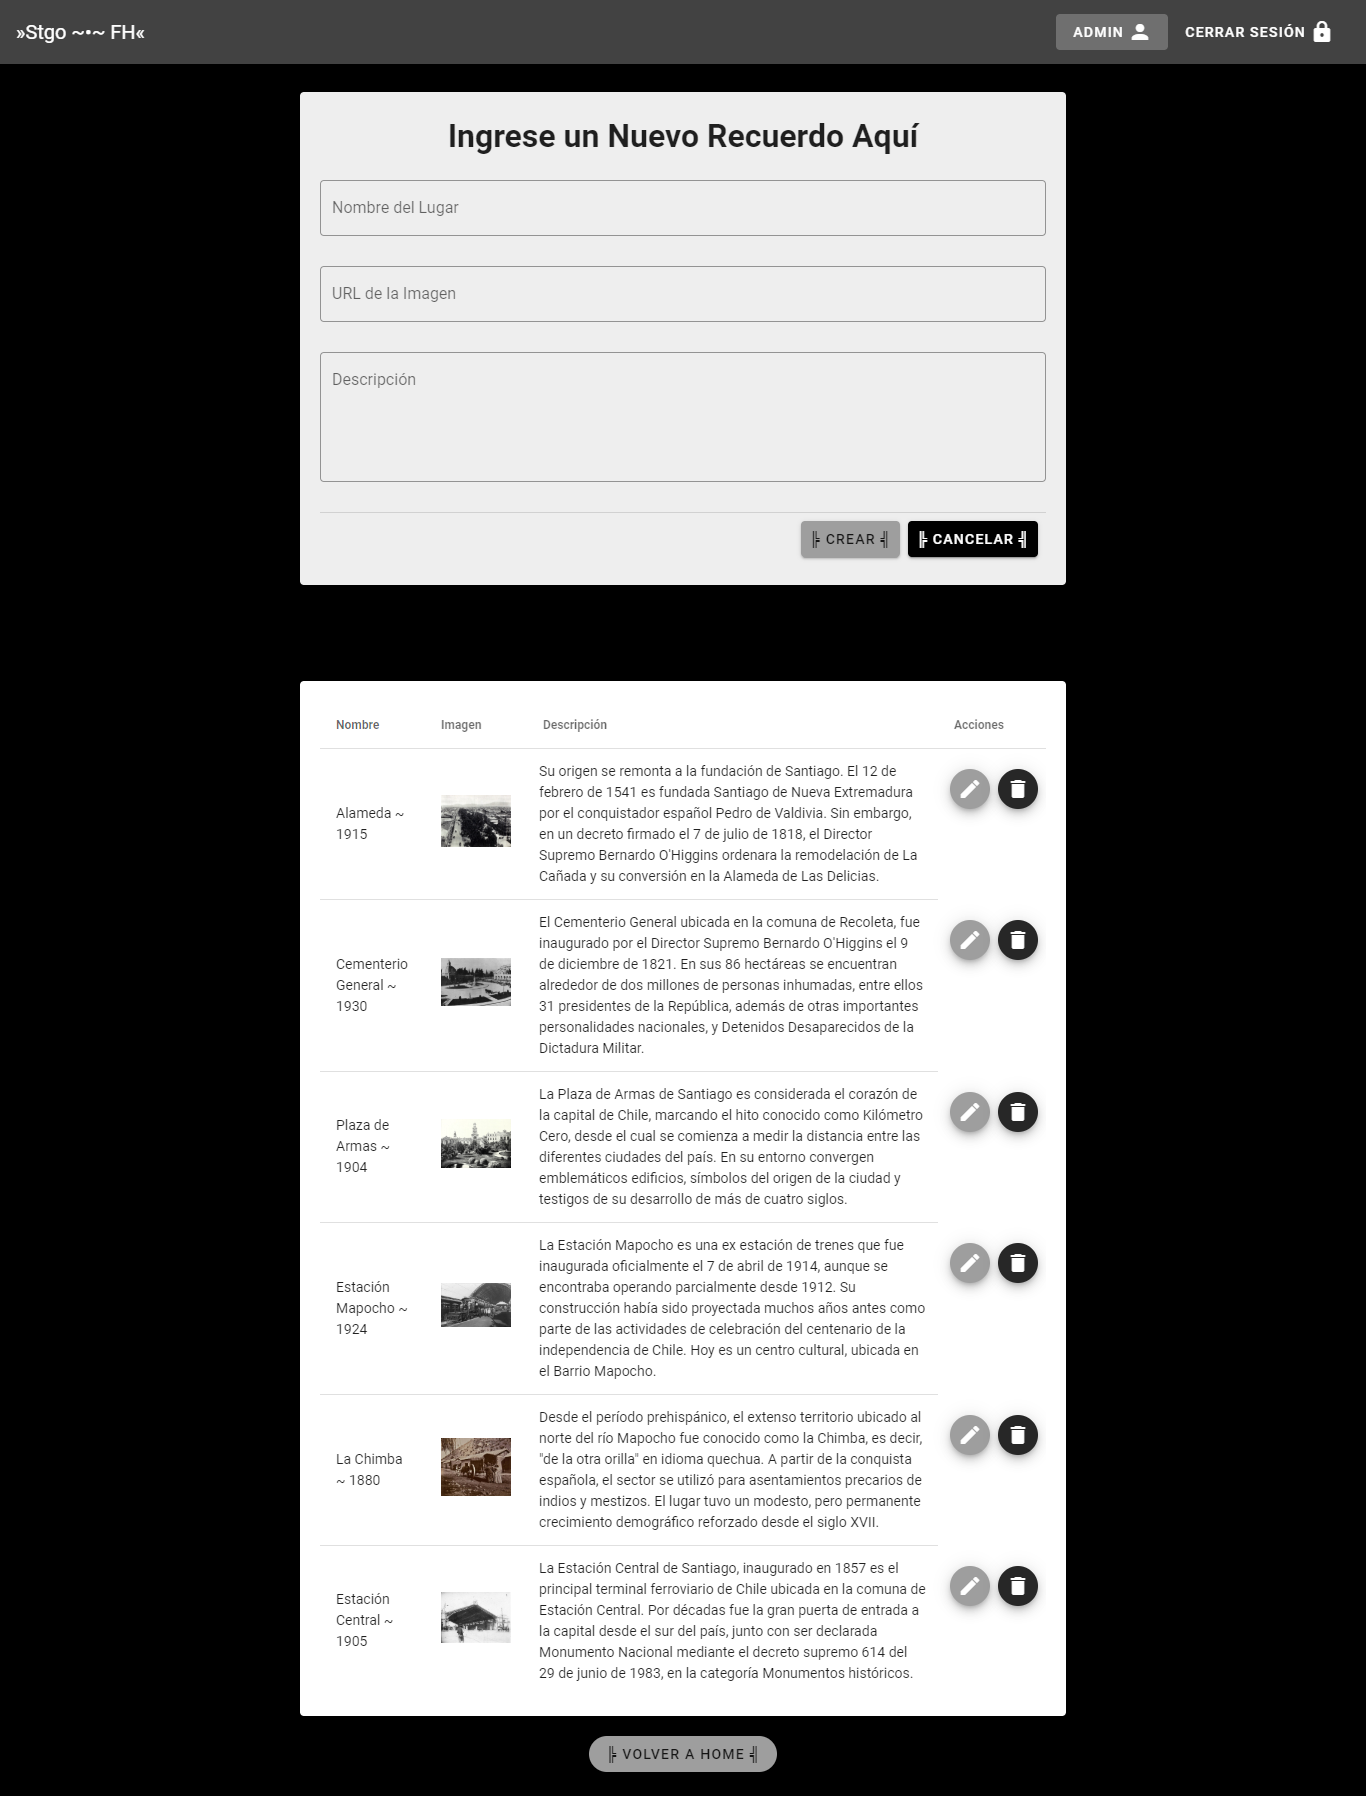 »Stgo ~•~ FH«
ADMIN
CERRAR SESIÓN
Ingrese un Nuevo Recuerdo Aquí
Nombre del Lugar
URL de la Imagen
Descripción
╠ CREAR ╣
╠ CANCELAR ╣
Nombre
Imagen
Descripción
Acciones
Alameda ~
1915
Su origen se remonta a la fundación de Santiago. El 12 de
febrero de 1541 es fundada Santiago de Nueva Extremadura
por el conquistador español Pedro de Valdivia. Sin embargo,
en un decreto firmado el 7 de julio de 1818, el Director
Supremo Bernardo O'Higgins ordenara la remodelación de La
Cañada y su conversión en la Alameda de Las Delicias.
Cementerio
General ~
1930
El Cementerio General ubicada en la comuna de Recoleta, fue
inaugurado por el Director Supremo Bernardo O'Higgins el 9
de diciembre de 1821. En sus 86 hectáreas se encuentran
alrededor de dos millones de personas inhumadas, entre ellos
31 presidentes de la República, además de otras importantes
personalidades nacionales, y Detenidos Desaparecidos de la
Dictadura Militar.
Plaza de
Armas ~
1904
La Plaza de Armas de Santiago es considerada el corazón de
la capital de Chile, marcando el hito conocido como Kilómetro
Cero, desde el cual se comienza a medir la distancia entre las
diferentes ciudades del país. En su entorno convergen
emblemáticos edificios, símbolos del origen de la ciudad y
testigos de su desarrollo de más de cuatro siglos.
Estación
Mapocho ~
1924
La Estación Mapocho es una ex estación de trenes que fue
inaugurada oficialmente el 7 de abril de 1914, aunque se
encontraba operando parcialmente desde 1912. Su
construcción había sido proyectada muchos años antes como
parte de las actividades de celebración del centenario de la
independencia de Chile. Hoy es un centro cultural, ubicada en
el Barrio Mapocho.
La Chimba
~ 1880
Desde el período prehispánico, el extenso territorio ubicado al
norte del río Mapocho fue conocido como la Chimba, es decir,
"de la otra orilla" en idioma quechua. A partir de la conquista
española, el sector se utilizó para asentamientos precarios de
indios y mestizos. El lugar tuvo un modesto, pero permanente
crecimiento demográfico reforzado desde el siglo XVII.
Estación
Central ~
1905
La Estación Central de Santiago, inaugurado en 1857 es el
principal terminal ferroviario de Chile ubicada en la comuna de
Estación Central. Por décadas fue la gran puerta de entrada a
la capital desde el sur del país, junto con ser declarada
Monumento Nacional mediante el decreto supremo 614 del
29 de junio de 1983, en la categoría Monumentos históricos.
╠ VOLVER A HOME ╣